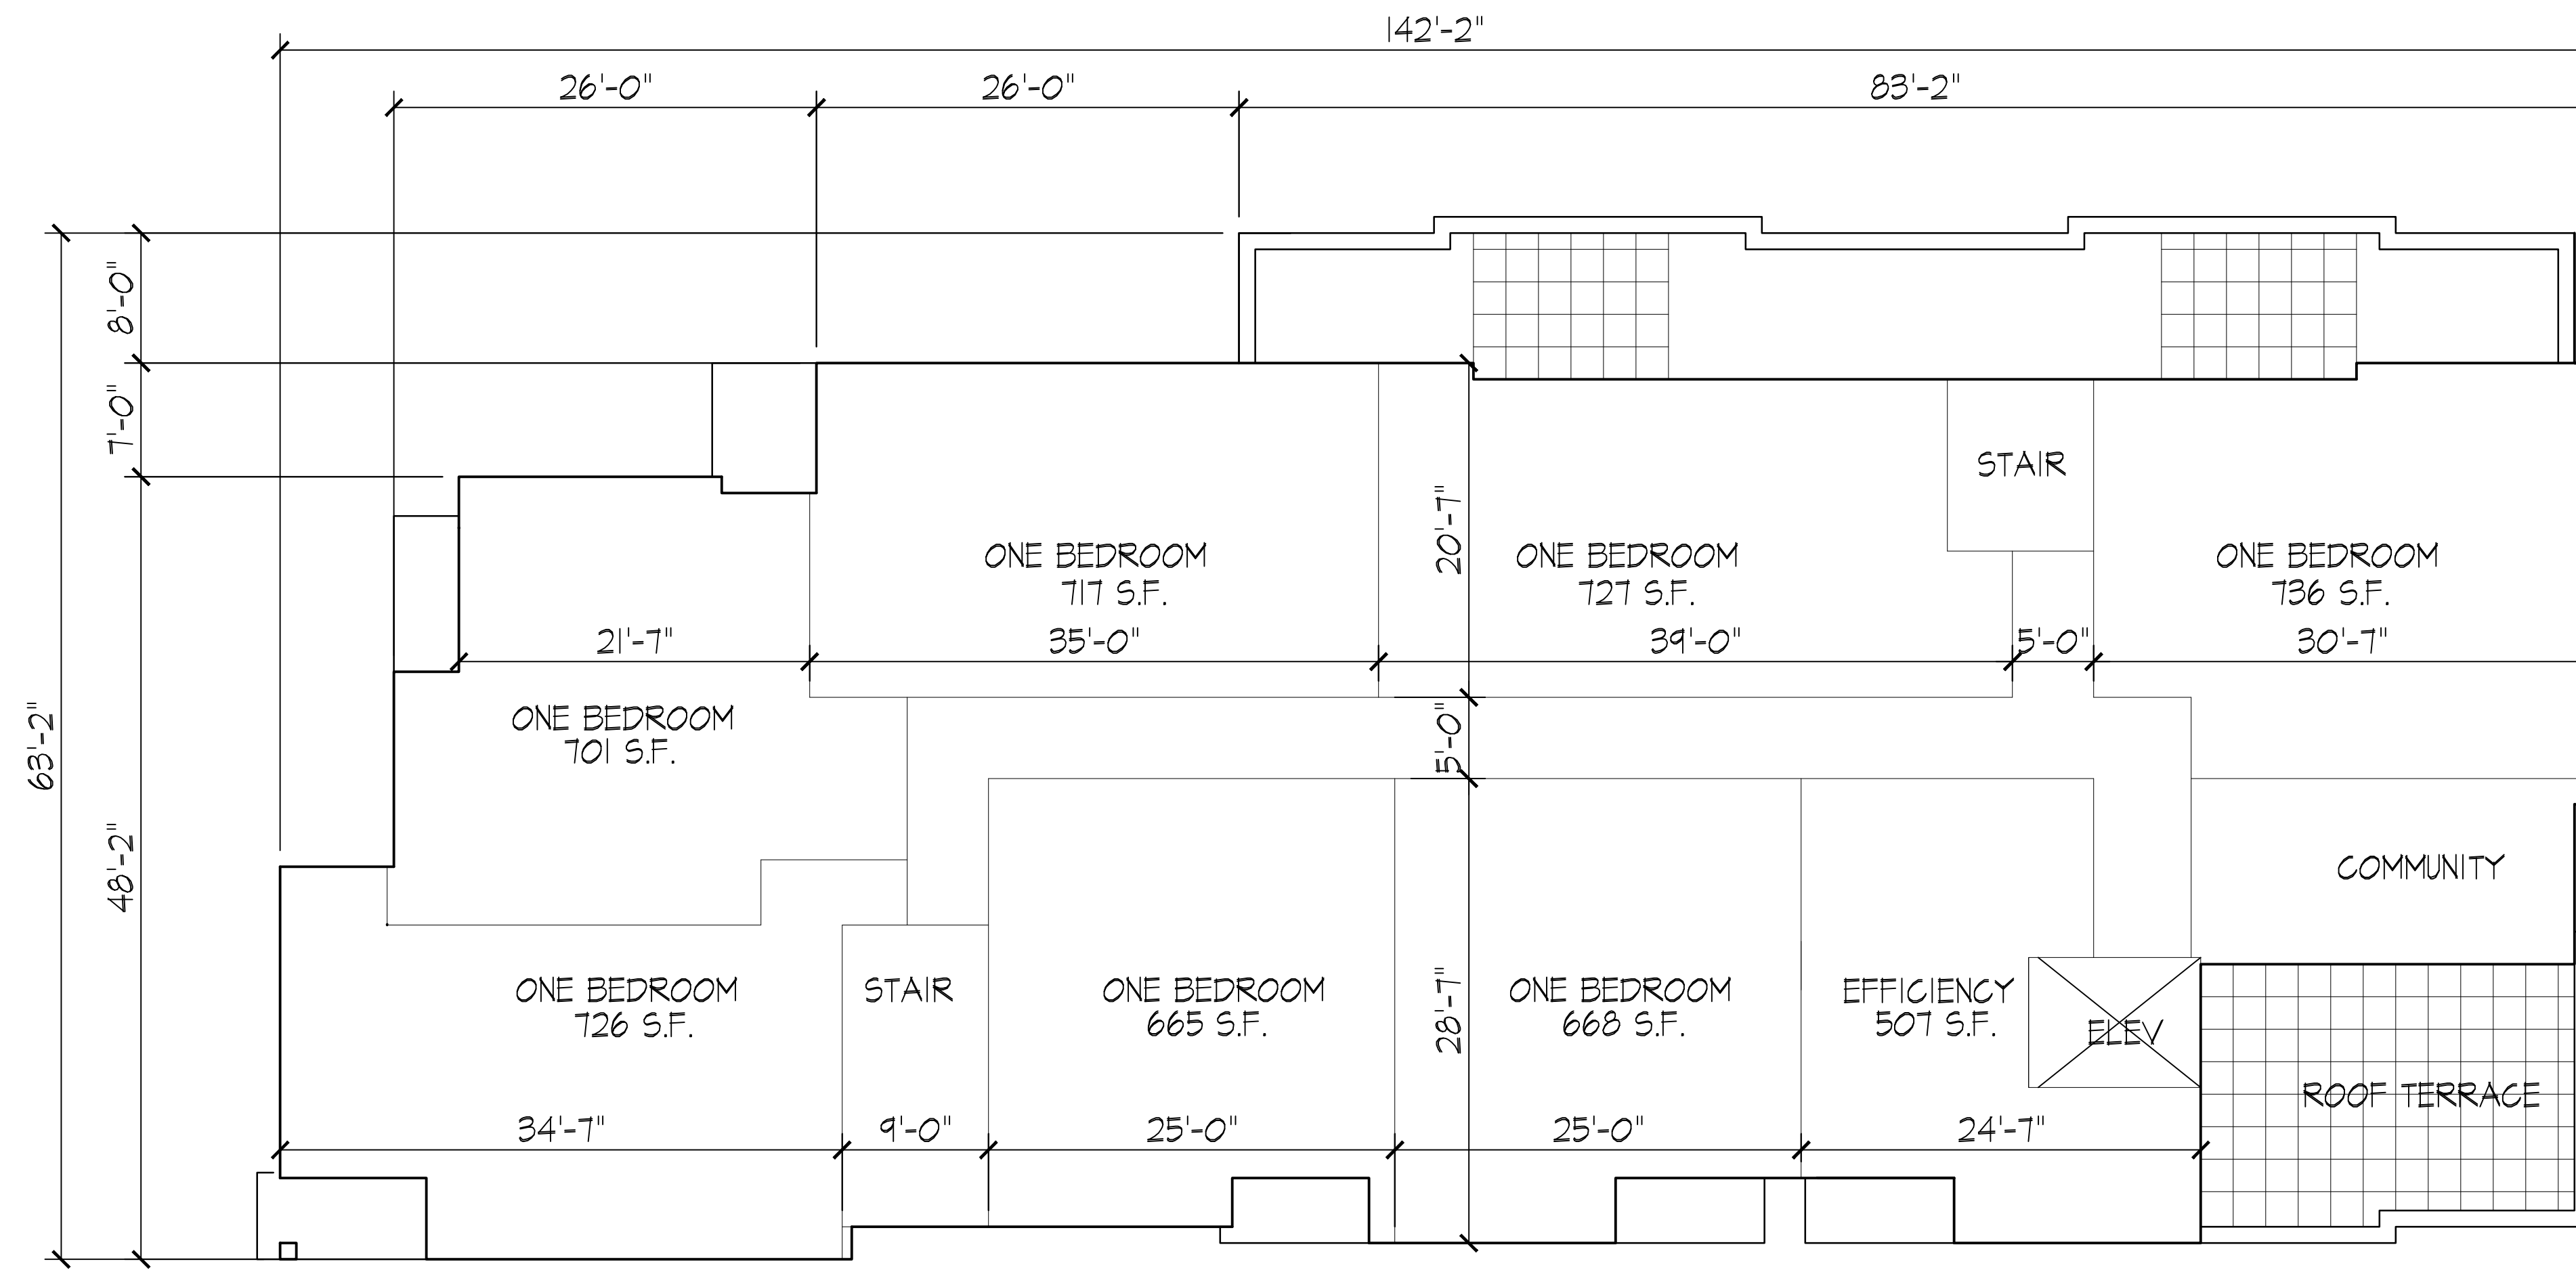 142'-2"
26'-0"
26'-0"
83'-2"
8'-0"
7'-0"
63'-2"
48'-2"
STAIR
20'-7"
ONE BEDROOM
717 S.F.
ONE BEDROOM
727 S.F.
ONE BEDROOM
736 S.F.
21'-7"
35'-0"
39'-0"
5'-0"
30'-7"
ONE BEDROOM
701 S.F.
5'-0"
COMMUNITY
ONE BEDROOM
726 S.F.
STAIR
ONE BEDROOM
665 S.F.
28'-7"
ONE BEDROOM
668 S.F.
EFFICIENCY
507 S.F.
ELEV
ROOF TERRACE
34'-7"
9'-0"
25'-0"
25'-0"
24'-7"